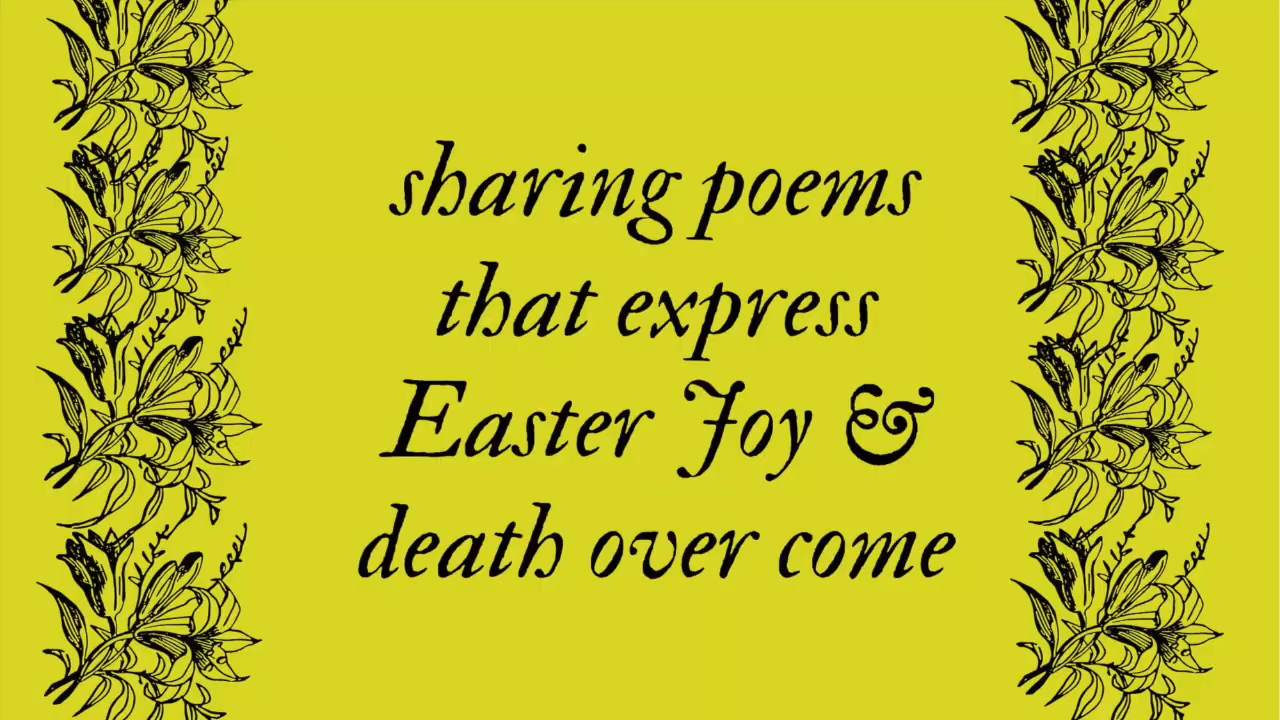 sharing poems
that express
Easter Joy &
death over come